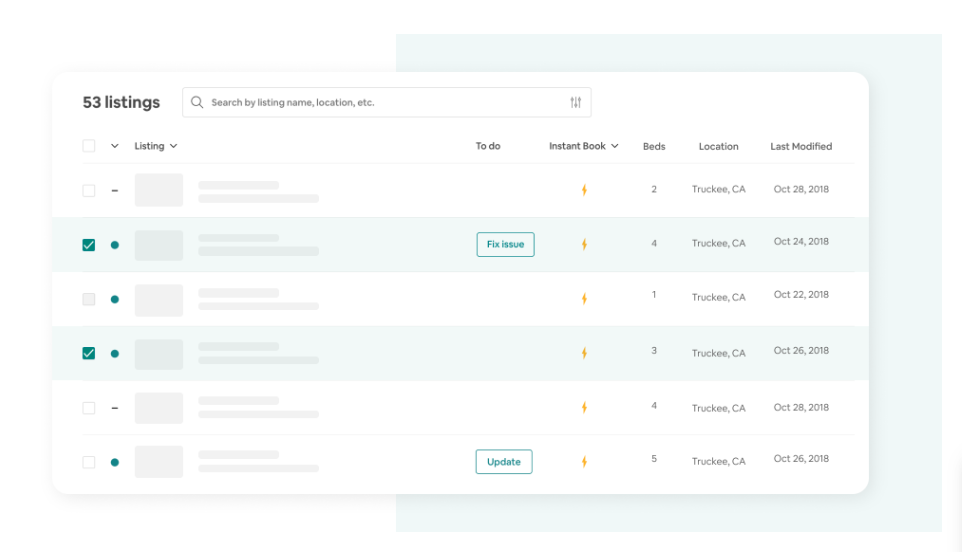 53 listings
Search by listing name, location, etc.
Listing To do Instant Book Beds Location Last Modified
– 2 Truckee, CA Oct 28, 2018
Fix issue 4 Truckee, CA Oct 24, 2018
1 Truckee, CA Oct 22, 2018
3 Truckee, CA Oct 26, 2018
– 4 Truckee, CA Oct 28, 2018
Update 5 Truckee, CA Oct 26, 2018